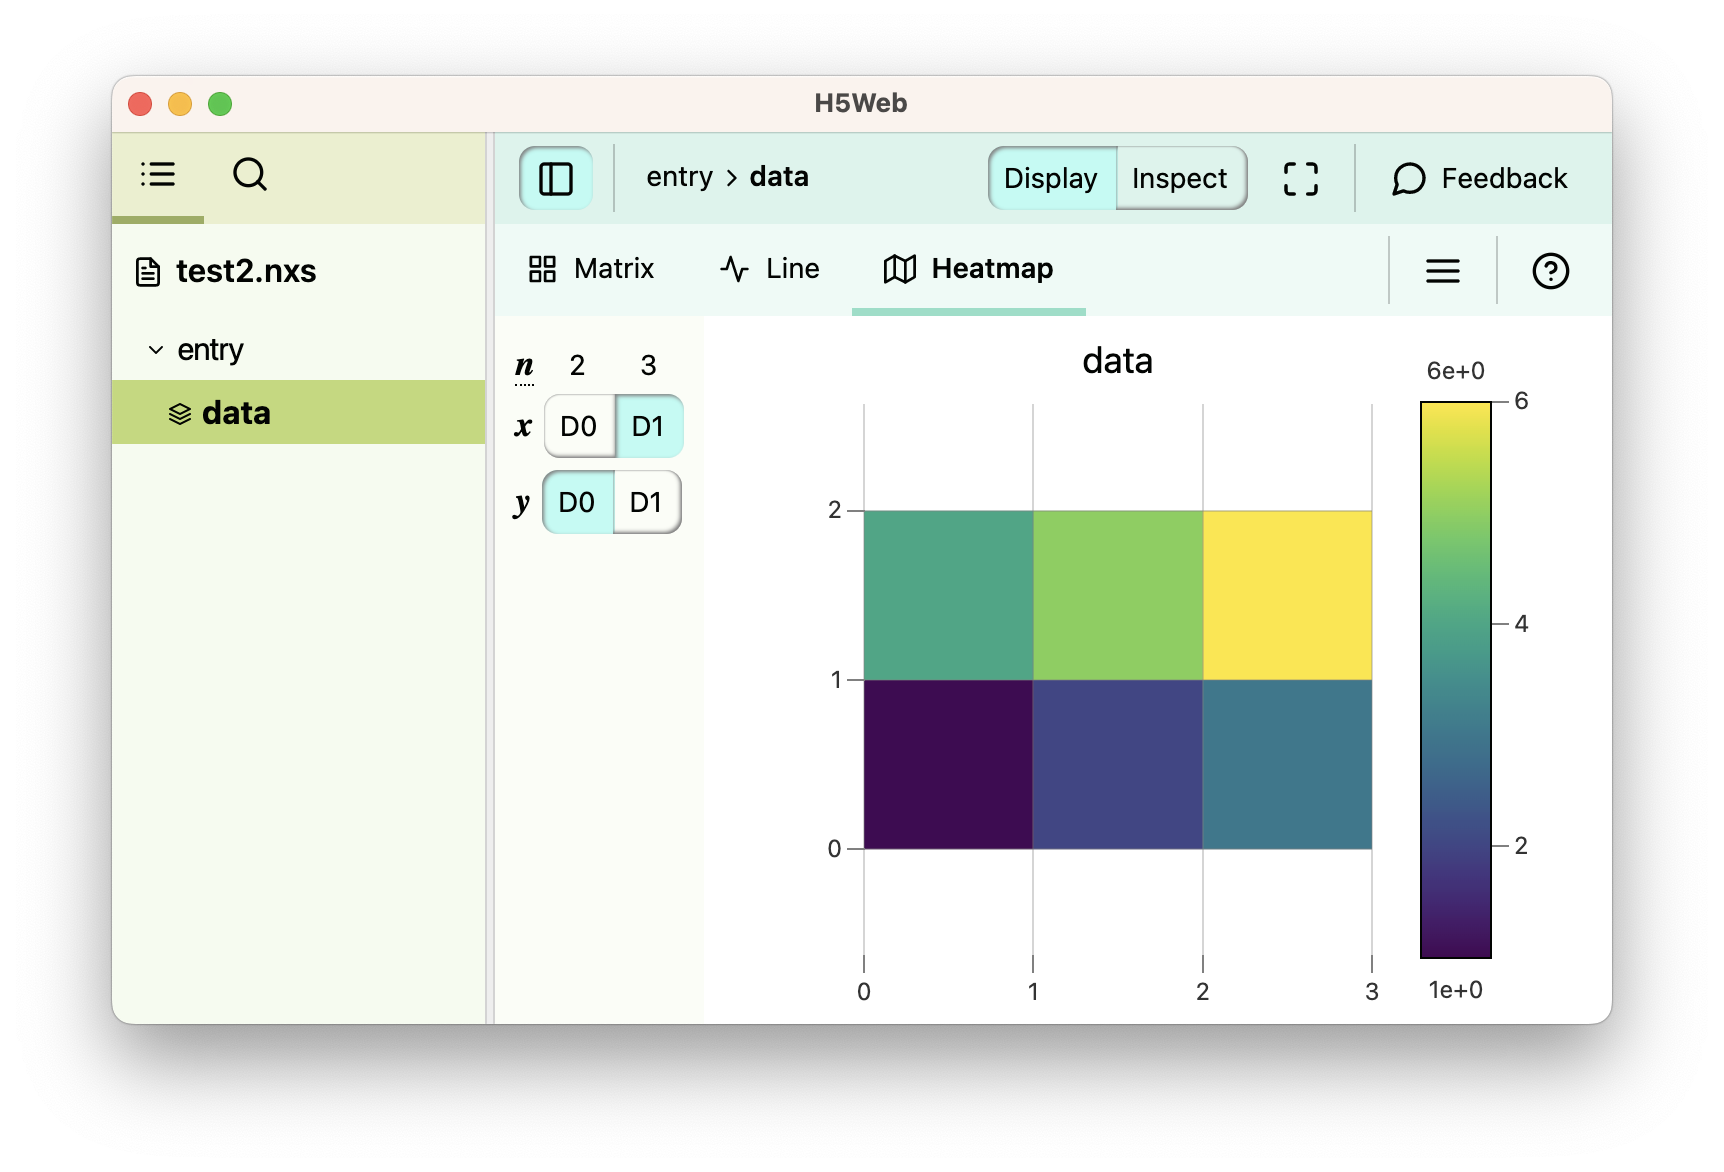 H5Web
entry > data
Display Inspect
Feedback
test2.nxs
entry
data
Matrix Line Heatmap
n 2 3
x D0 D1
y D0 D1
data
2
1
0
0 1 2 3
6e+0
6
4
2
1e+0